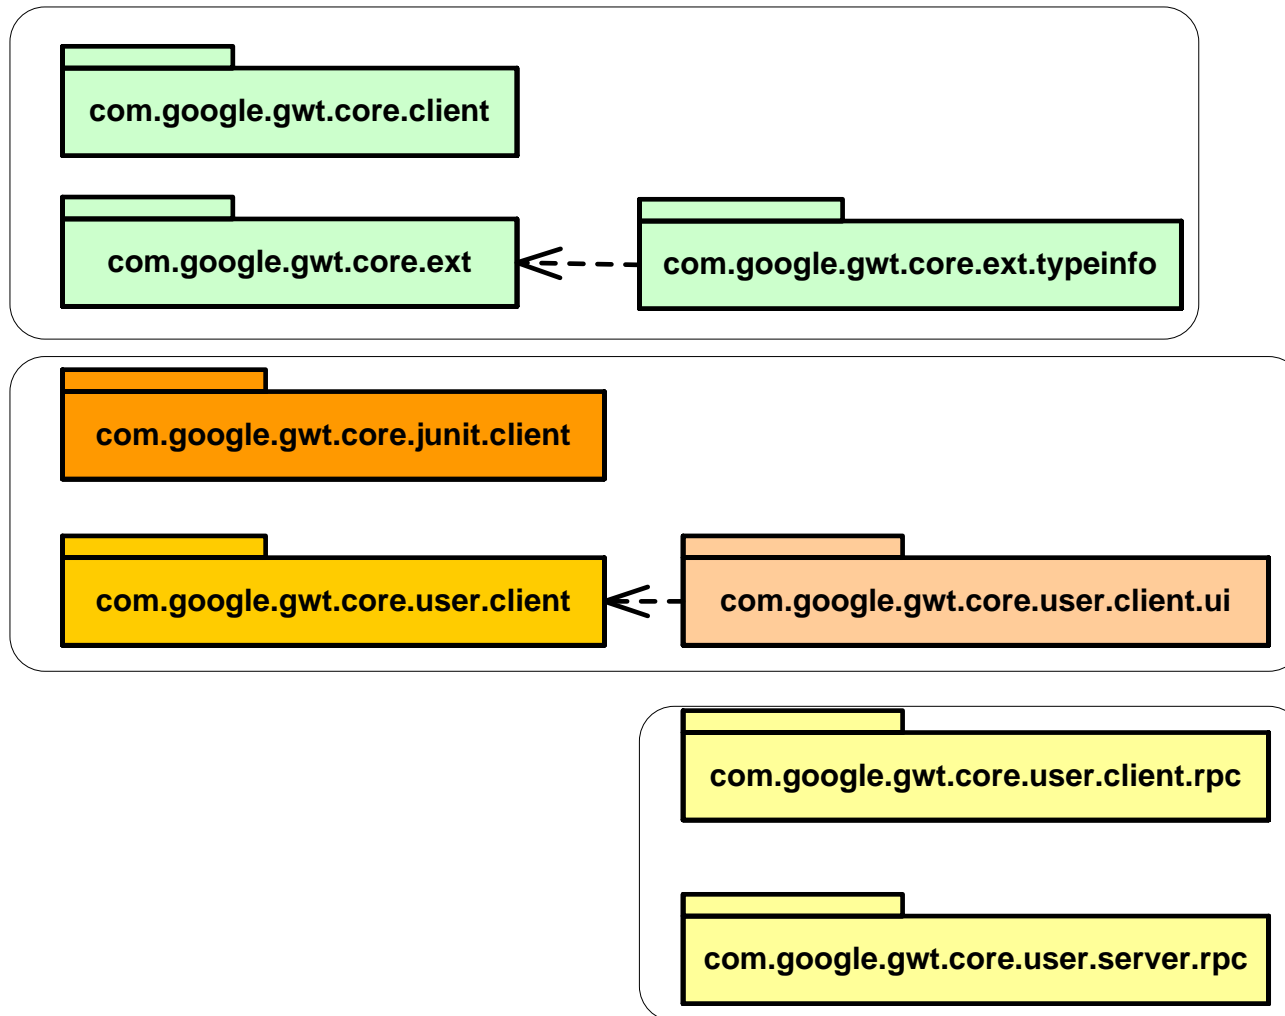 com.google.gwt.core.client
com.google.gwt.core.ext
com.google.gwt.core.ext.typeinfo
com.google.gwt.core.junit.client
com.google.gwt.core.user.client
com.google.gwt.core.user.client.ui
com.google.gwt.core.user.client.rpc
com.google.gwt.core.user.server.rpc